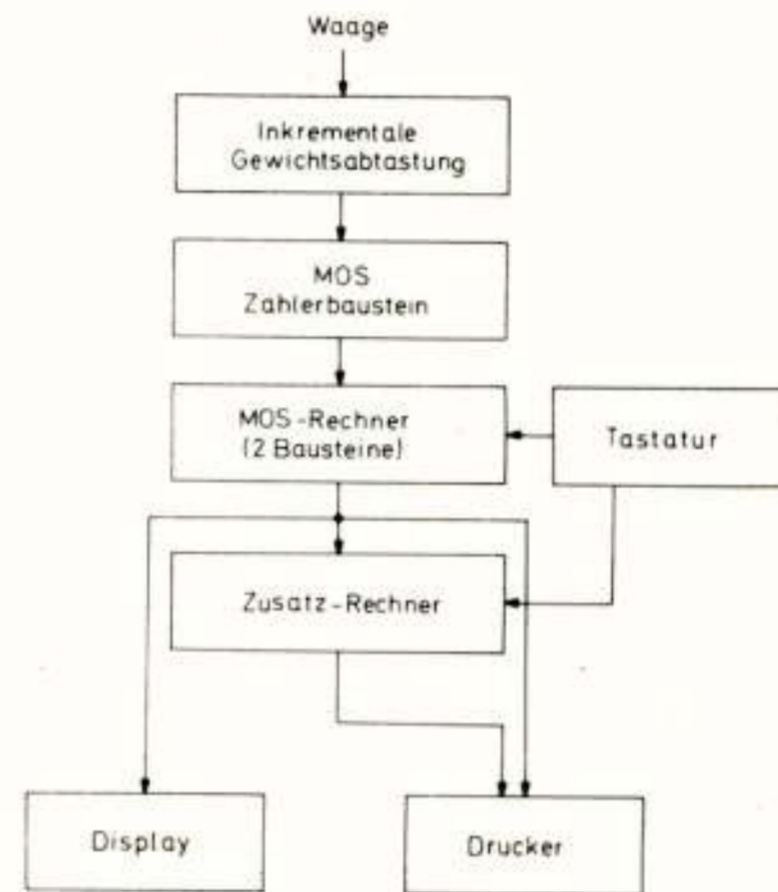 Waage
Inkrementale
Gewichtsabtastung
MOS
Zählerbaustein
MOS-Rechner
(2 Bausteine)
Tastatur
Zusatz-Rechner
Display
Drucker